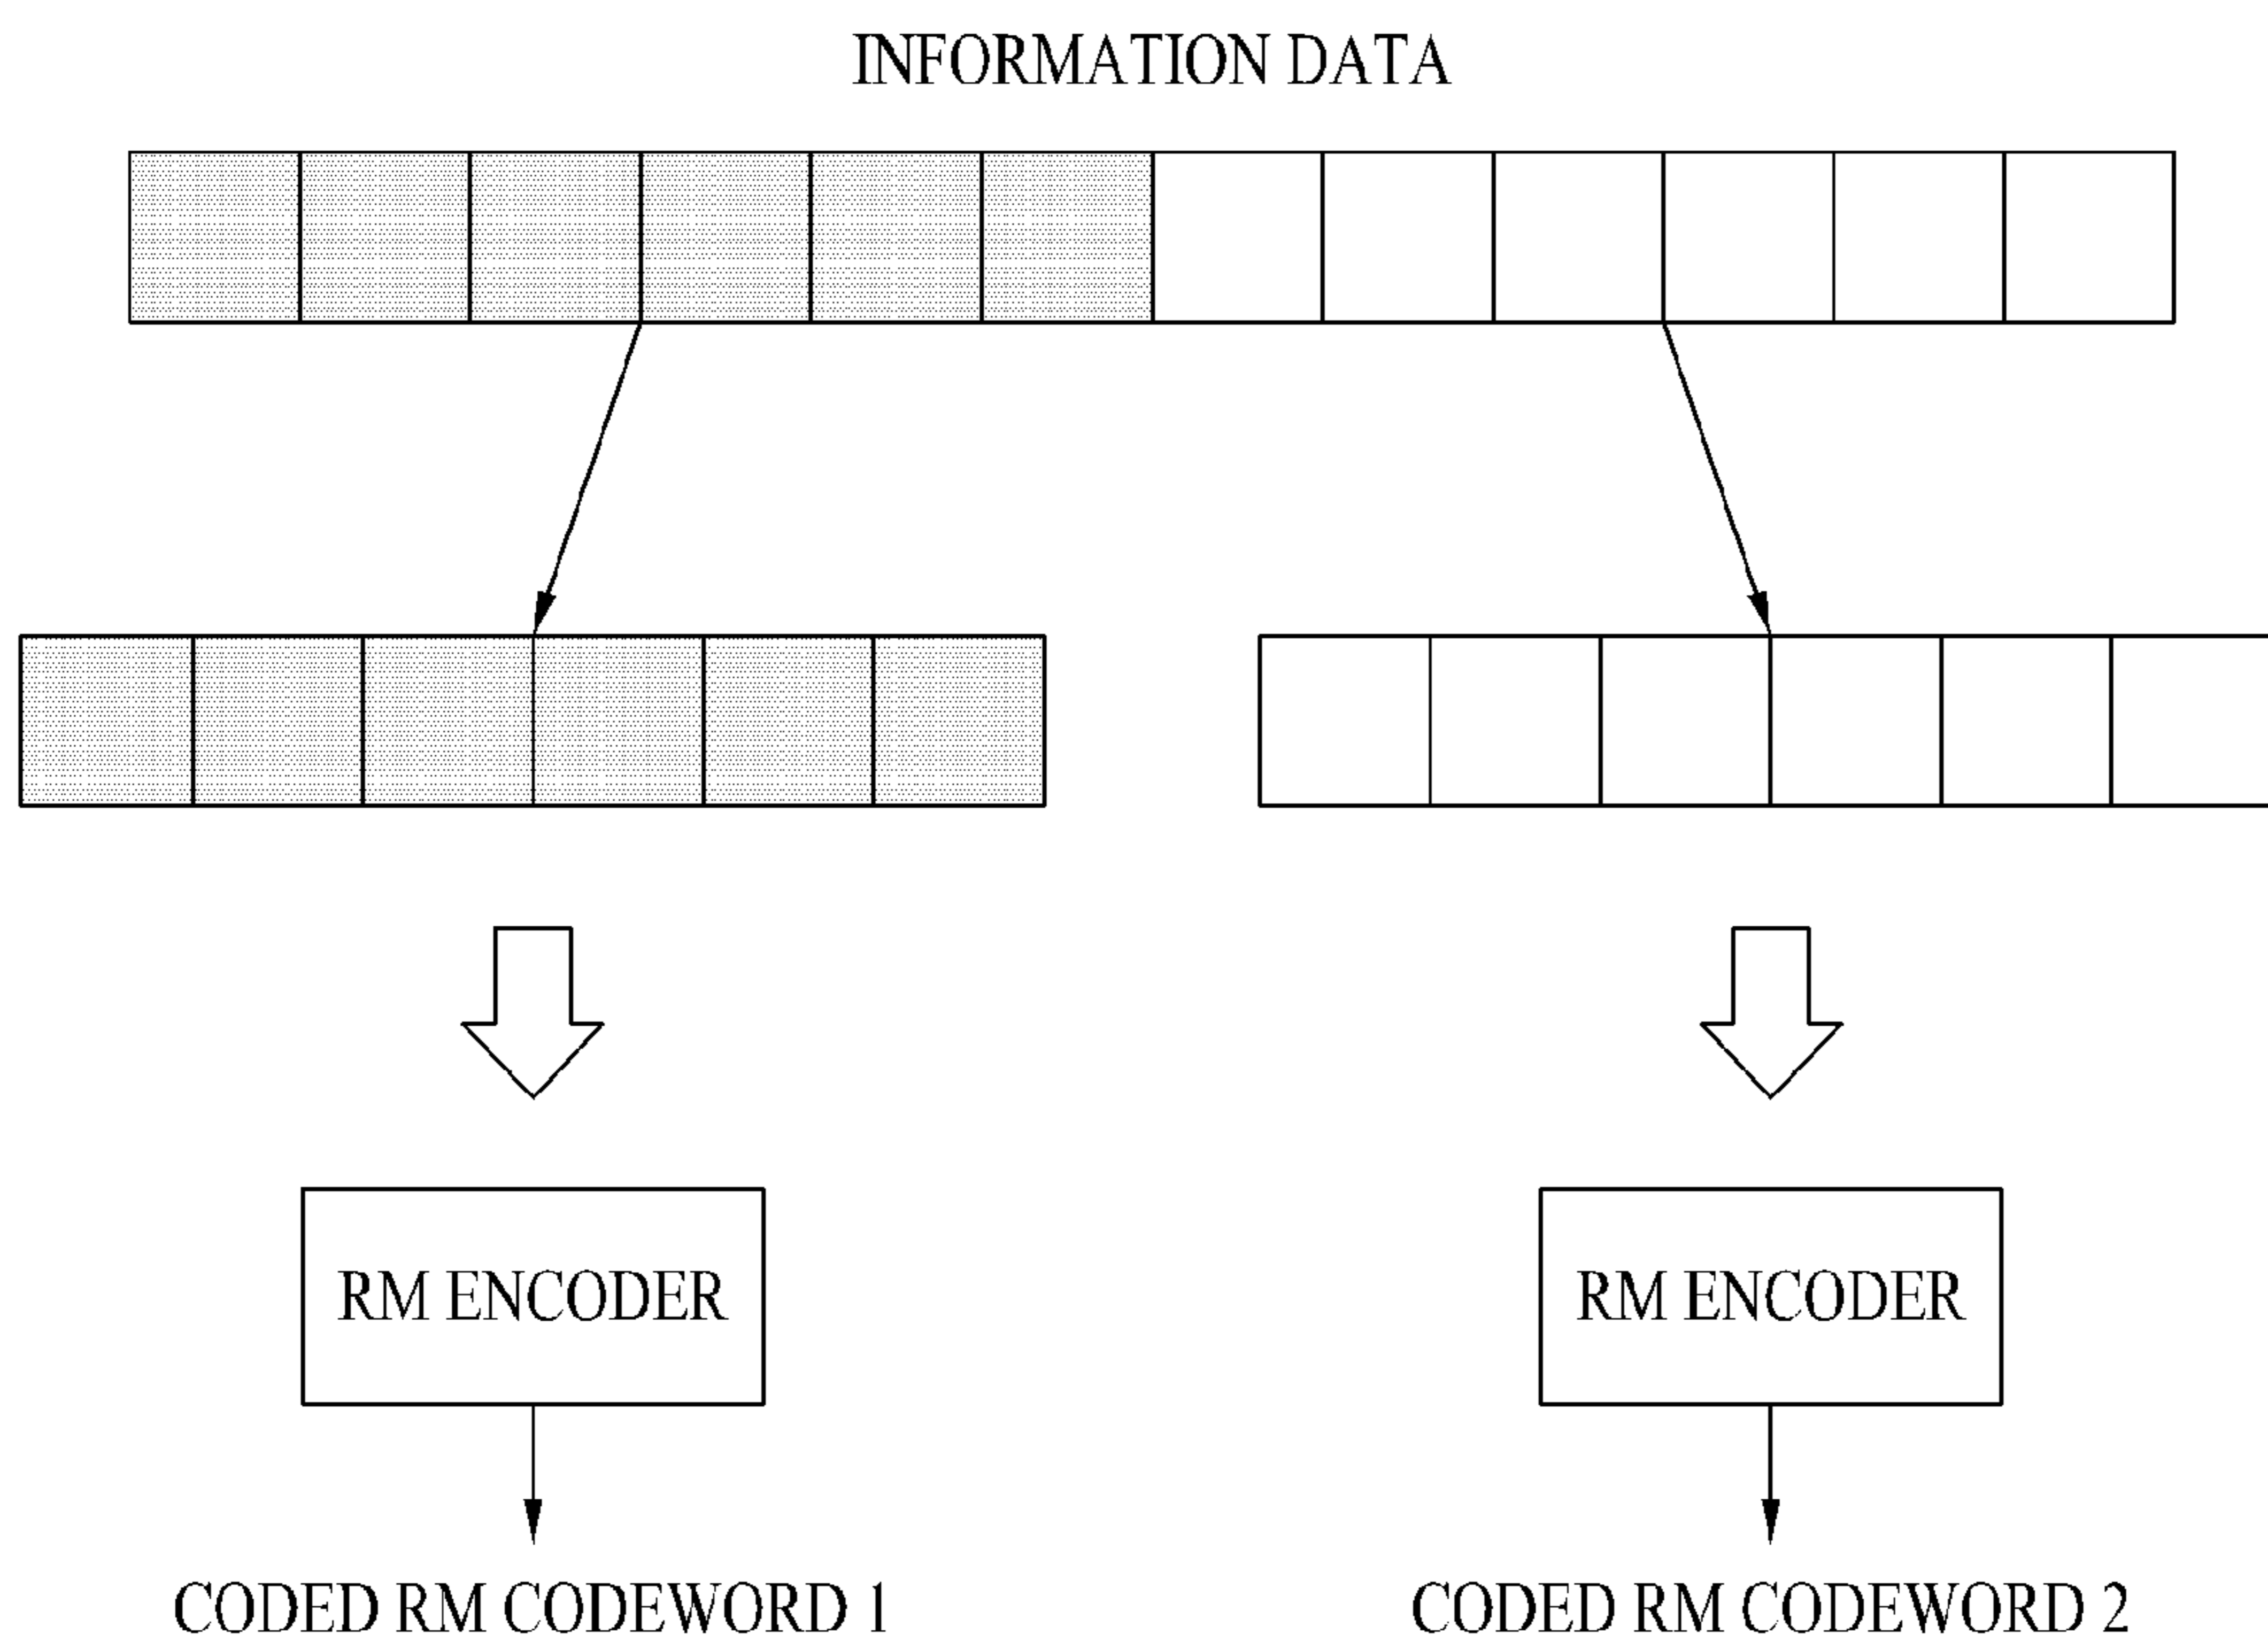 INFORMATION DATA
RM ENCODER
RM ENCODER
CODED RM CODEWORD 1
CODED RM CODEWORD 2